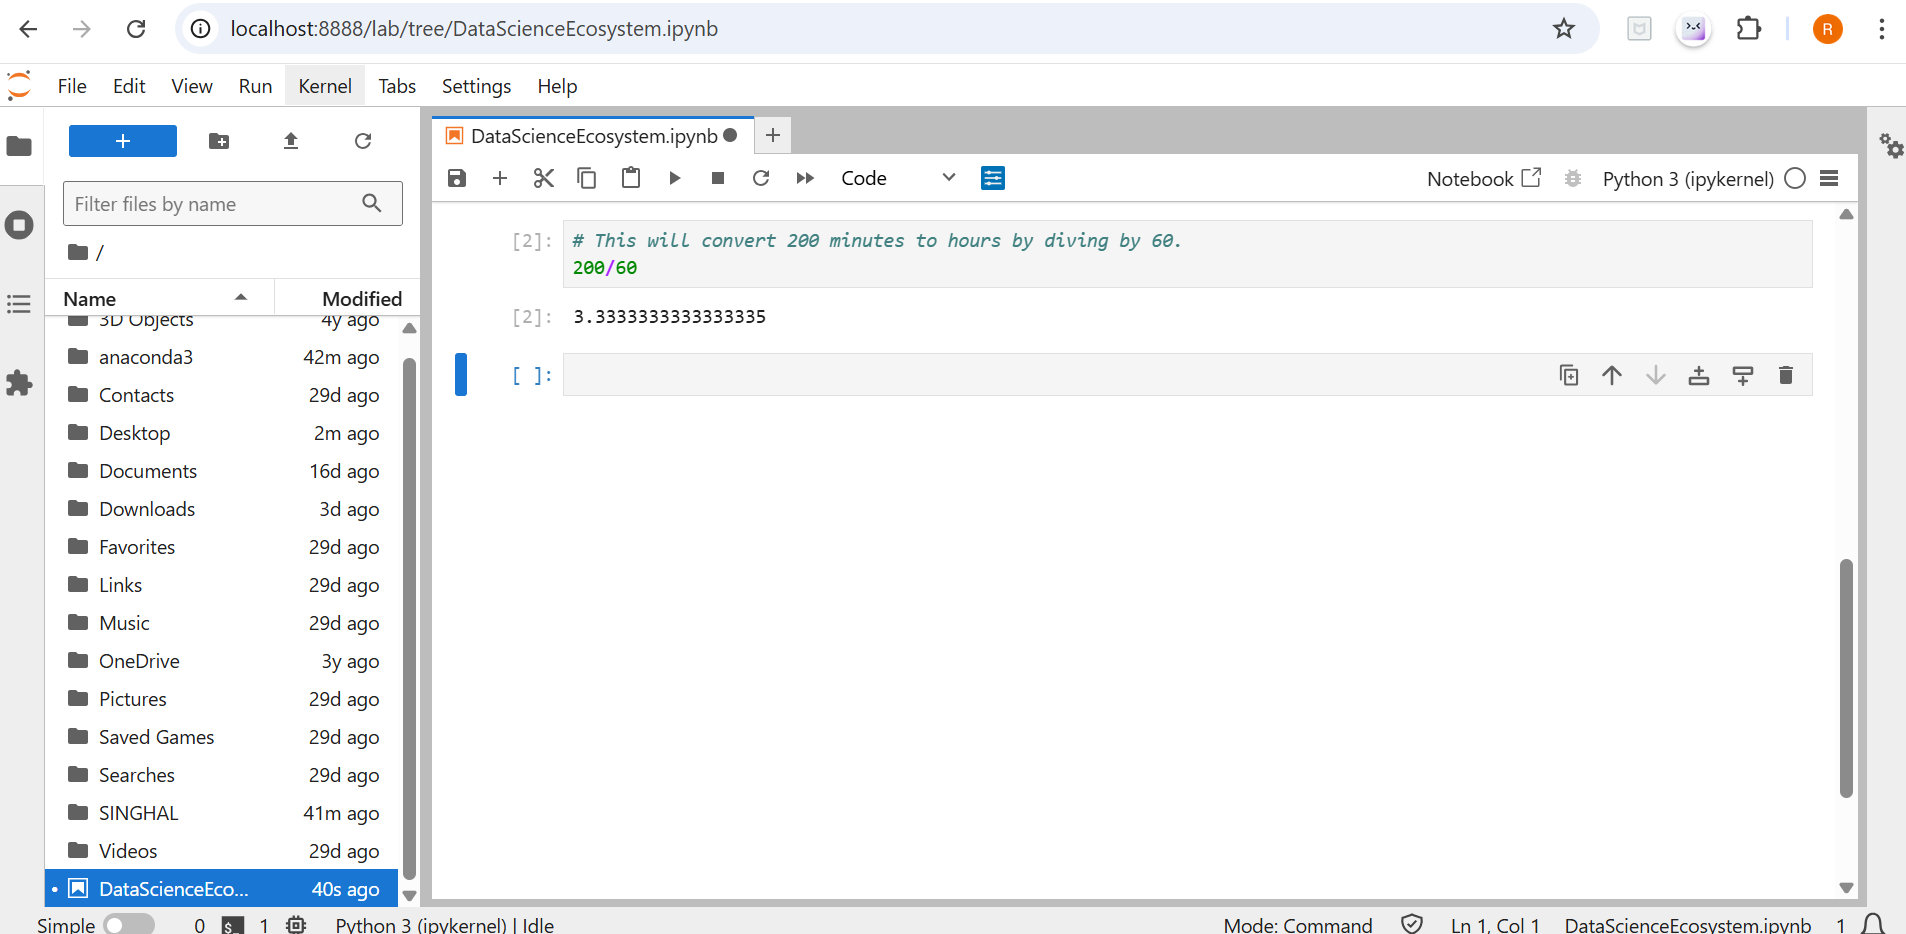 localhost:8888/lab/tree/DataScienceEcosystem.ipynb
R
File Edit View Run Kernel Tabs Settings Help
DataScienceEcosystem.ipynb
Filter files by name
/
Name Modified
3D Objects 4y ago
anaconda3 42m ago
Contacts 29d ago
Desktop 2m ago
Documents 16d ago
Downloads 3d ago
Favorites 29d ago
Links 29d ago
Music 29d ago
OneDrive 3y ago
Pictures 29d ago
Saved Games 29d ago
Searches 29d ago
SINGHAL 41m ago
Videos 29d ago
DataScienceEco... 40s ago
Code
Notebook
Python 3 (ipykernel)
[2]: # This will convert 200 minutes to hours by diving by 60.
200/60
[2]: 3.3333333333333335
[ ]:
Simple 0 $_ 1 Python 3 (ipykernel) | Idle Mode: Command Ln 1, Col 1 DataScienceEcosystem.ipynb 1